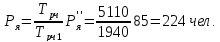 Pя = Tрч / Tрч1 P''я = 5110 / 1940 85 = 224 чел.